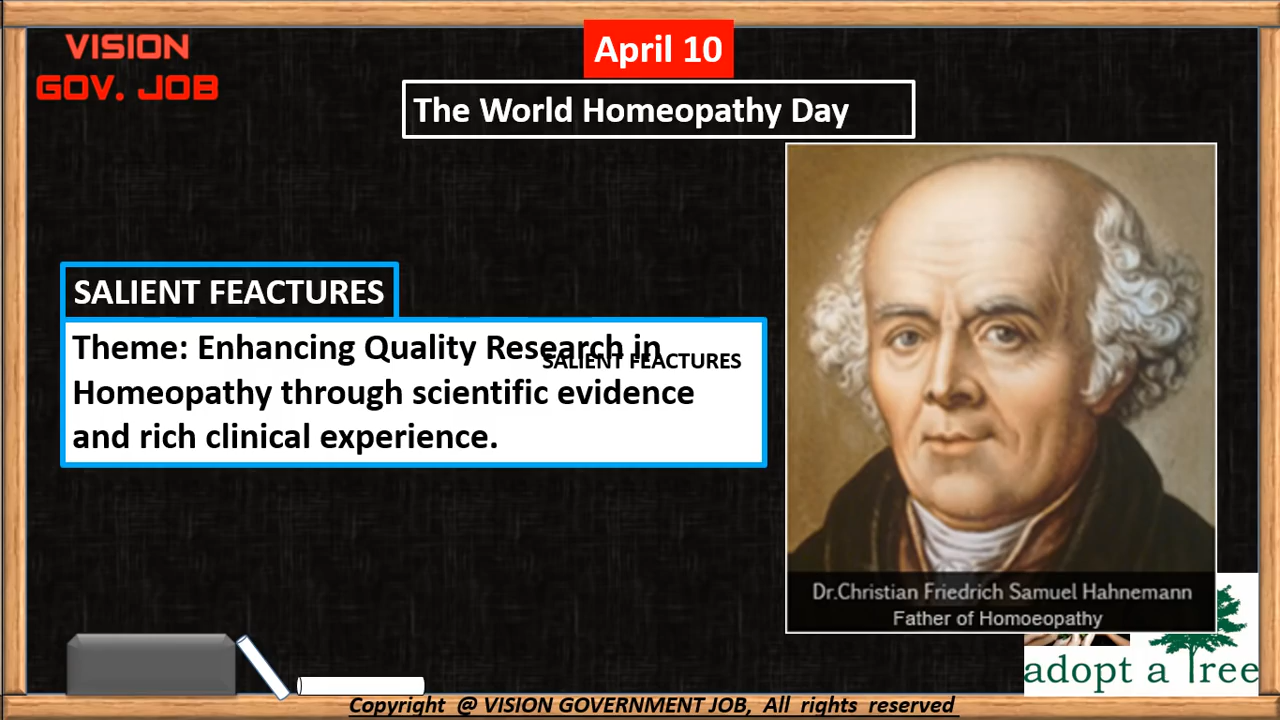 VISION
GOV. JOB
April 10
The World Homeopathy Day
SALIENT FEACTURES
Theme: Enhancing Quality Research in
SALIENT FEACTURES
Homeopathy through scientific evidence
and rich clinical experience.
Dr.Christian Friedrich Samuel Hahnemann
Father of Homoeopathy
adopt a Tree
Copyright @ VISION GOVERNMENT JOB, All rights reserved